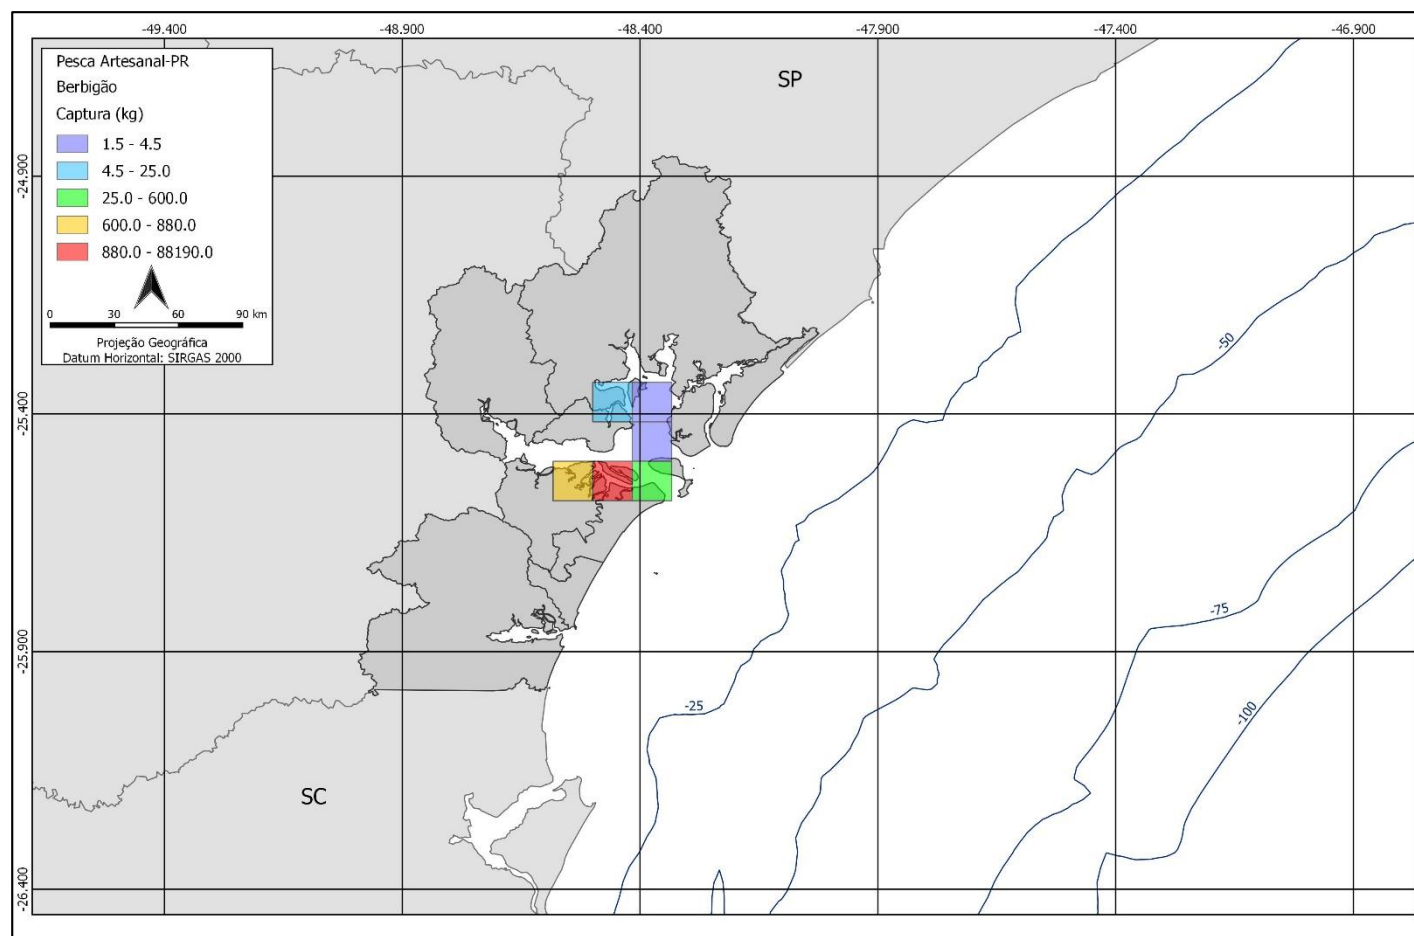 -49.400 -48.900 -48.400 -47.900 -47.400 -46.900
Pesca Artesanal-PR
Berbigão
Captura (kg)
1.5 - 4.5
4.5 - 25.0
25.0 - 600.0
600.0 - 880.0
880.0 - 88190.0
0 30 60 90 km
Projeção Geográfica
Datum Horizontal: SIRGAS 2000
SP
-24.900
-25.400
-25.900
-26.400
-50
-75
-25
-100
SC